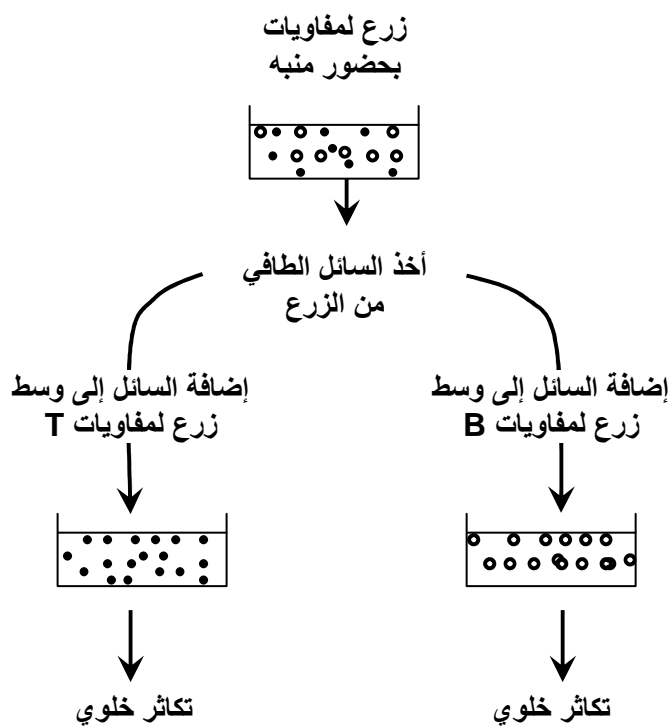 زرع لمفاويات
بحضور منبه
أخذ السائل الطافي
من الزرع
إضافة السائل إلى وسط
زرع لمفاويات B
إضافة السائل إلى وسط
زرع لمفاويات T
تكاثر خلوي
تكاثر خلوي